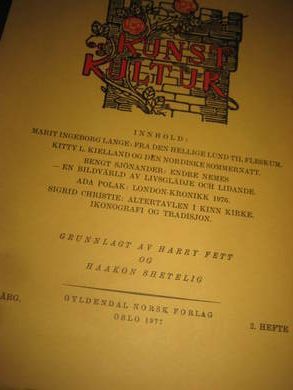 KUNST
KULTUR
INNHOLD:
MARIT INGEBORG LANGE: FRA DEN HELLIGE LUND TIL FLESKUM.
KITTY L. KIELLAND OG DEN NORDISKE SOMMERNATT.
BENGT SJÖNANDER: ENDRE NEMES
— EN BILDVÄRLD AV LIVSGLÄDJE OCH LIDANDE.
ADA POLAK: LONDON-KRONIKK 1976.
SIGRID CHRISTIE: ALTERTAVLEN I KINN KIRKE.
IKONOGRAFI OG TRADISJON.
GRUNNLAGT AV HARRY FETT
OG
HAAKON SHETELIG
ÅRG.
GYLDENDAL NORSK FORLAG
OSLO 1977
2. HEFTE